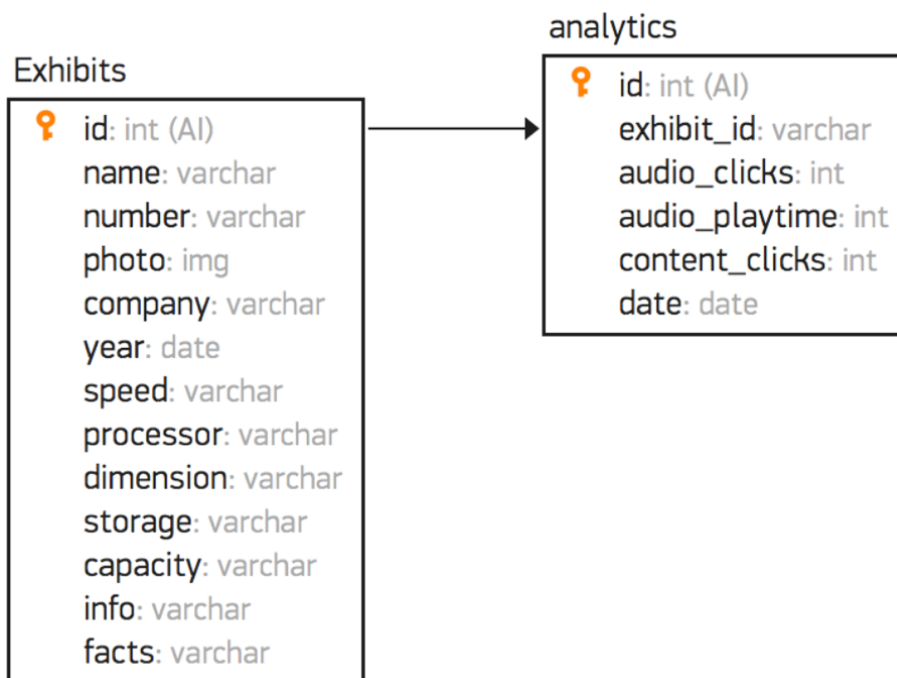 Exhibits
id: int (AI)
name: varchar
number: varchar
photo: img
company: varchar
year: date
speed: varchar
processor: varchar
dimension: varchar
storage: varchar
capacity: varchar
info: varchar
facts: varchar
analytics
id: int (AI)
exhibit_id: varchar
audio_clicks: int
audio_playtime: int
content_clicks: int
date: date